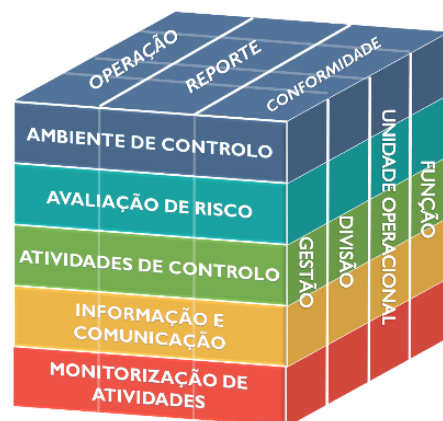 OPERAÇÃO
REPORTE
CONFORMIDADE
AMBIENTE DE CONTROLO
AVALIAÇÃO DE RISCO
ATIVIDADES DE CONTROLO
INFORMAÇÃO E
COMUNICAÇÃO
MONITORIZAÇÃO DE
ATIVIDADES
GESTÃO
DIVISÃO
UNIDADE OPERACIONAL
FUNÇÃO